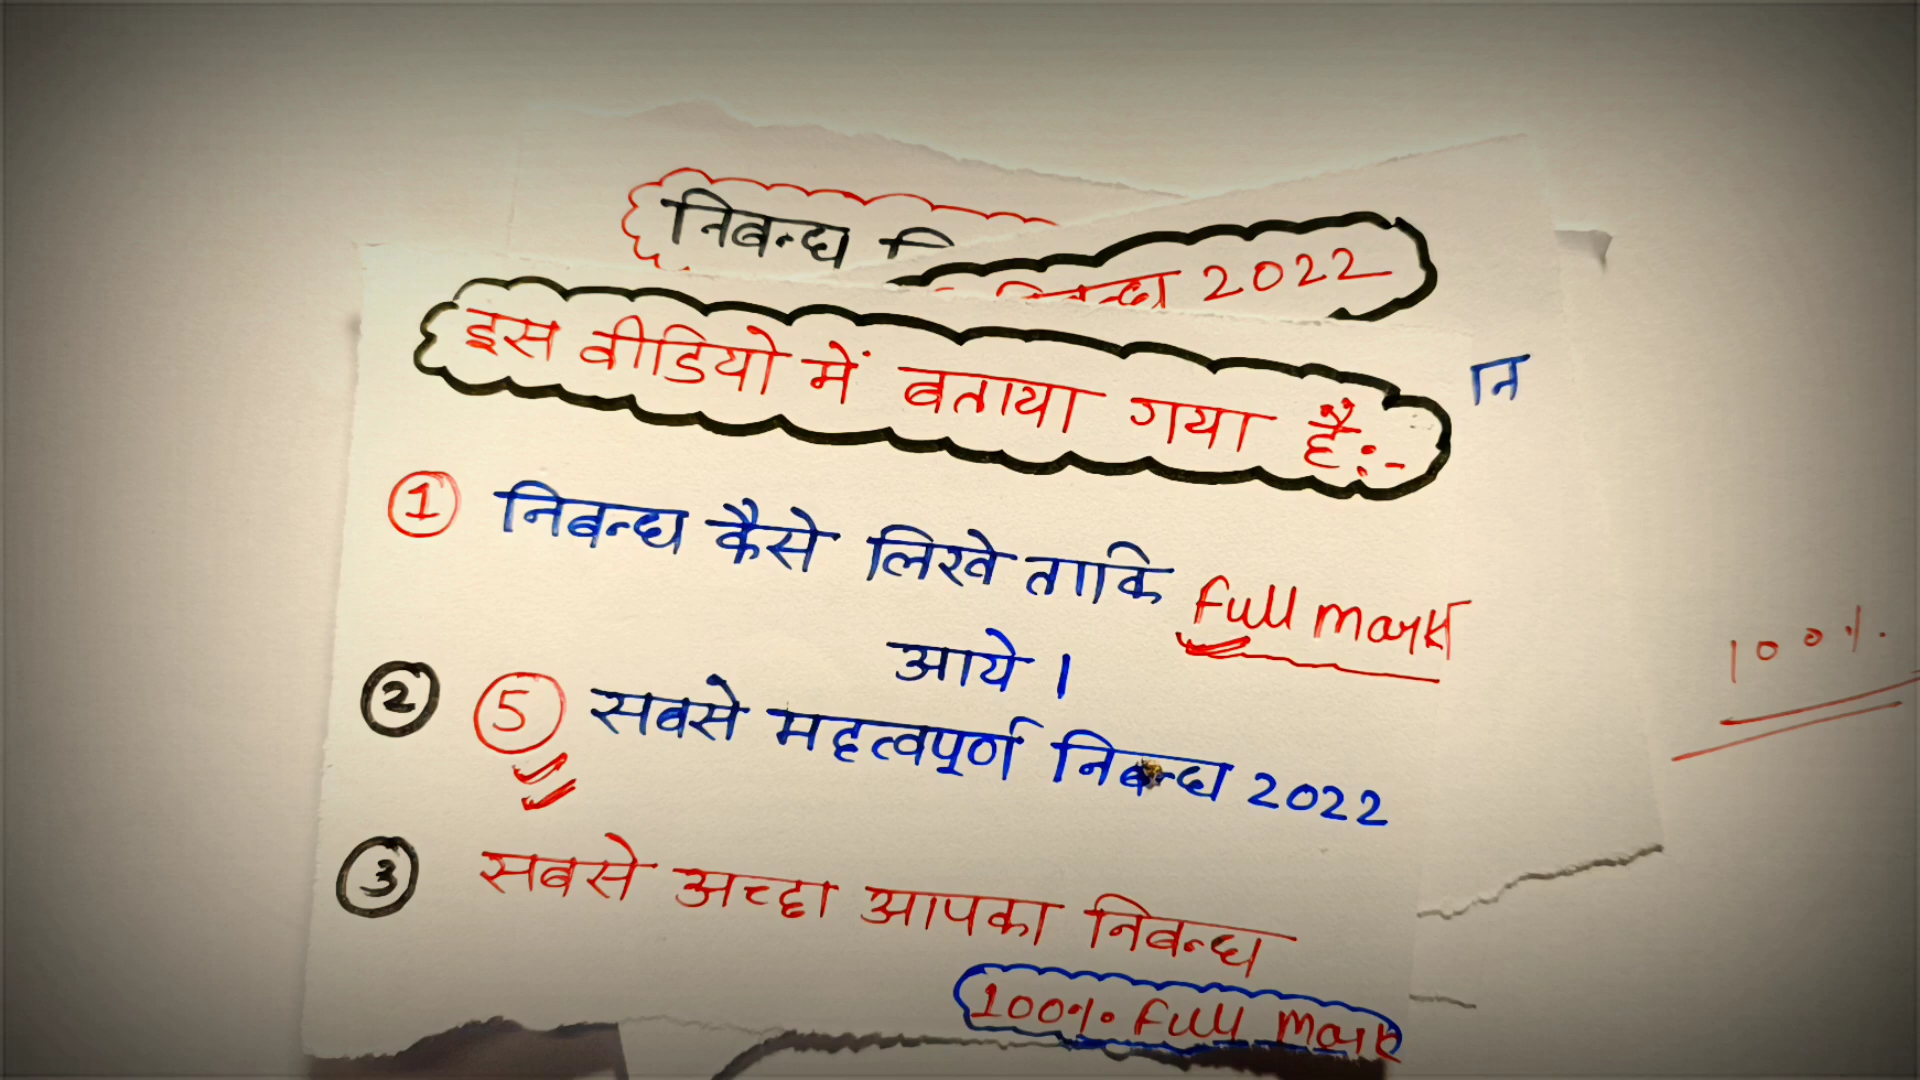 निबन्ध
निबन्ध 2022
इस वीडियो में बताया गया है:-
नि
① निबन्ध कैसे लिखे ताकि full mark
आये।
100%.
② ⑤ सबसे महत्वपूर्ण निबन्ध 2022
③ सबसे अच्छा आपका निबन्ध
100% full mark